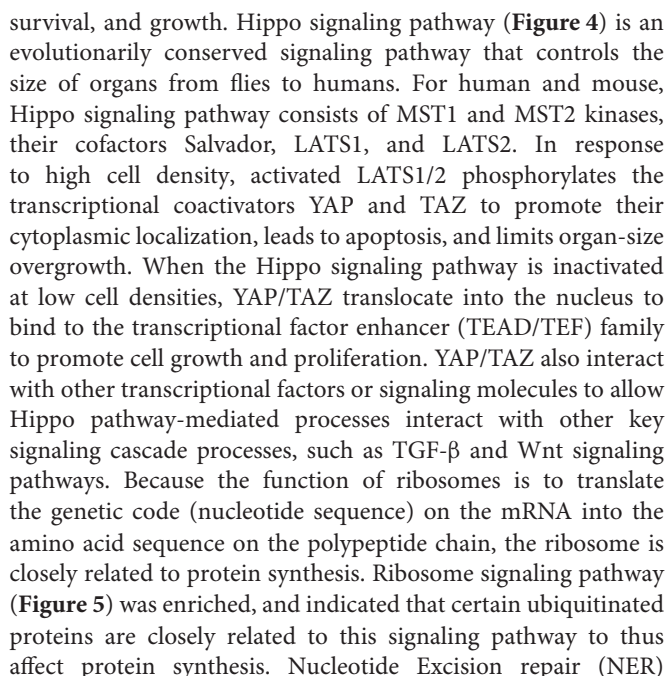 survival, and growth. Hippo signaling pathway (Figure 4) is an
evolutionarily conserved signaling pathway that controls the
size of organs from flies to humans. For human and mouse,
Hippo signaling pathway consists of MST1 and MST2 kinases,
their cofactors Salvador, LATS1, and LATS2. In response
to high cell density, activated LATS1/2 phosphorylates the
transcriptional coactivators YAP and TAZ to promote their
cytoplasmic localization, leads to apoptosis, and limits organ-size
overgrowth. When the Hippo signaling pathway is inactivated
at low cell densities, YAP/TAZ translocate into the nucleus to
bind to the transcriptional factor enhancer (TEAD/TEF) family
to promote cell growth and proliferation. YAP/TAZ also interact
with other transcriptional factors or signaling molecules to allow
Hippo pathway-mediated processes interact with other key
signaling cascade processes, such as TGF-β and Wnt signaling
pathways. Because the function of ribosomes is to translate
the genetic code (nucleotide sequence) on the mRNA into the
amino acid sequence on the polypeptide chain, the ribosome is
closely related to protein synthesis. Ribosome signaling pathway
(Figure 5) was enriched, and indicated that certain ubiquitinated
proteins are closely related to this signaling pathway to thus
affect protein synthesis. Nucleotide Excision repair (NER)